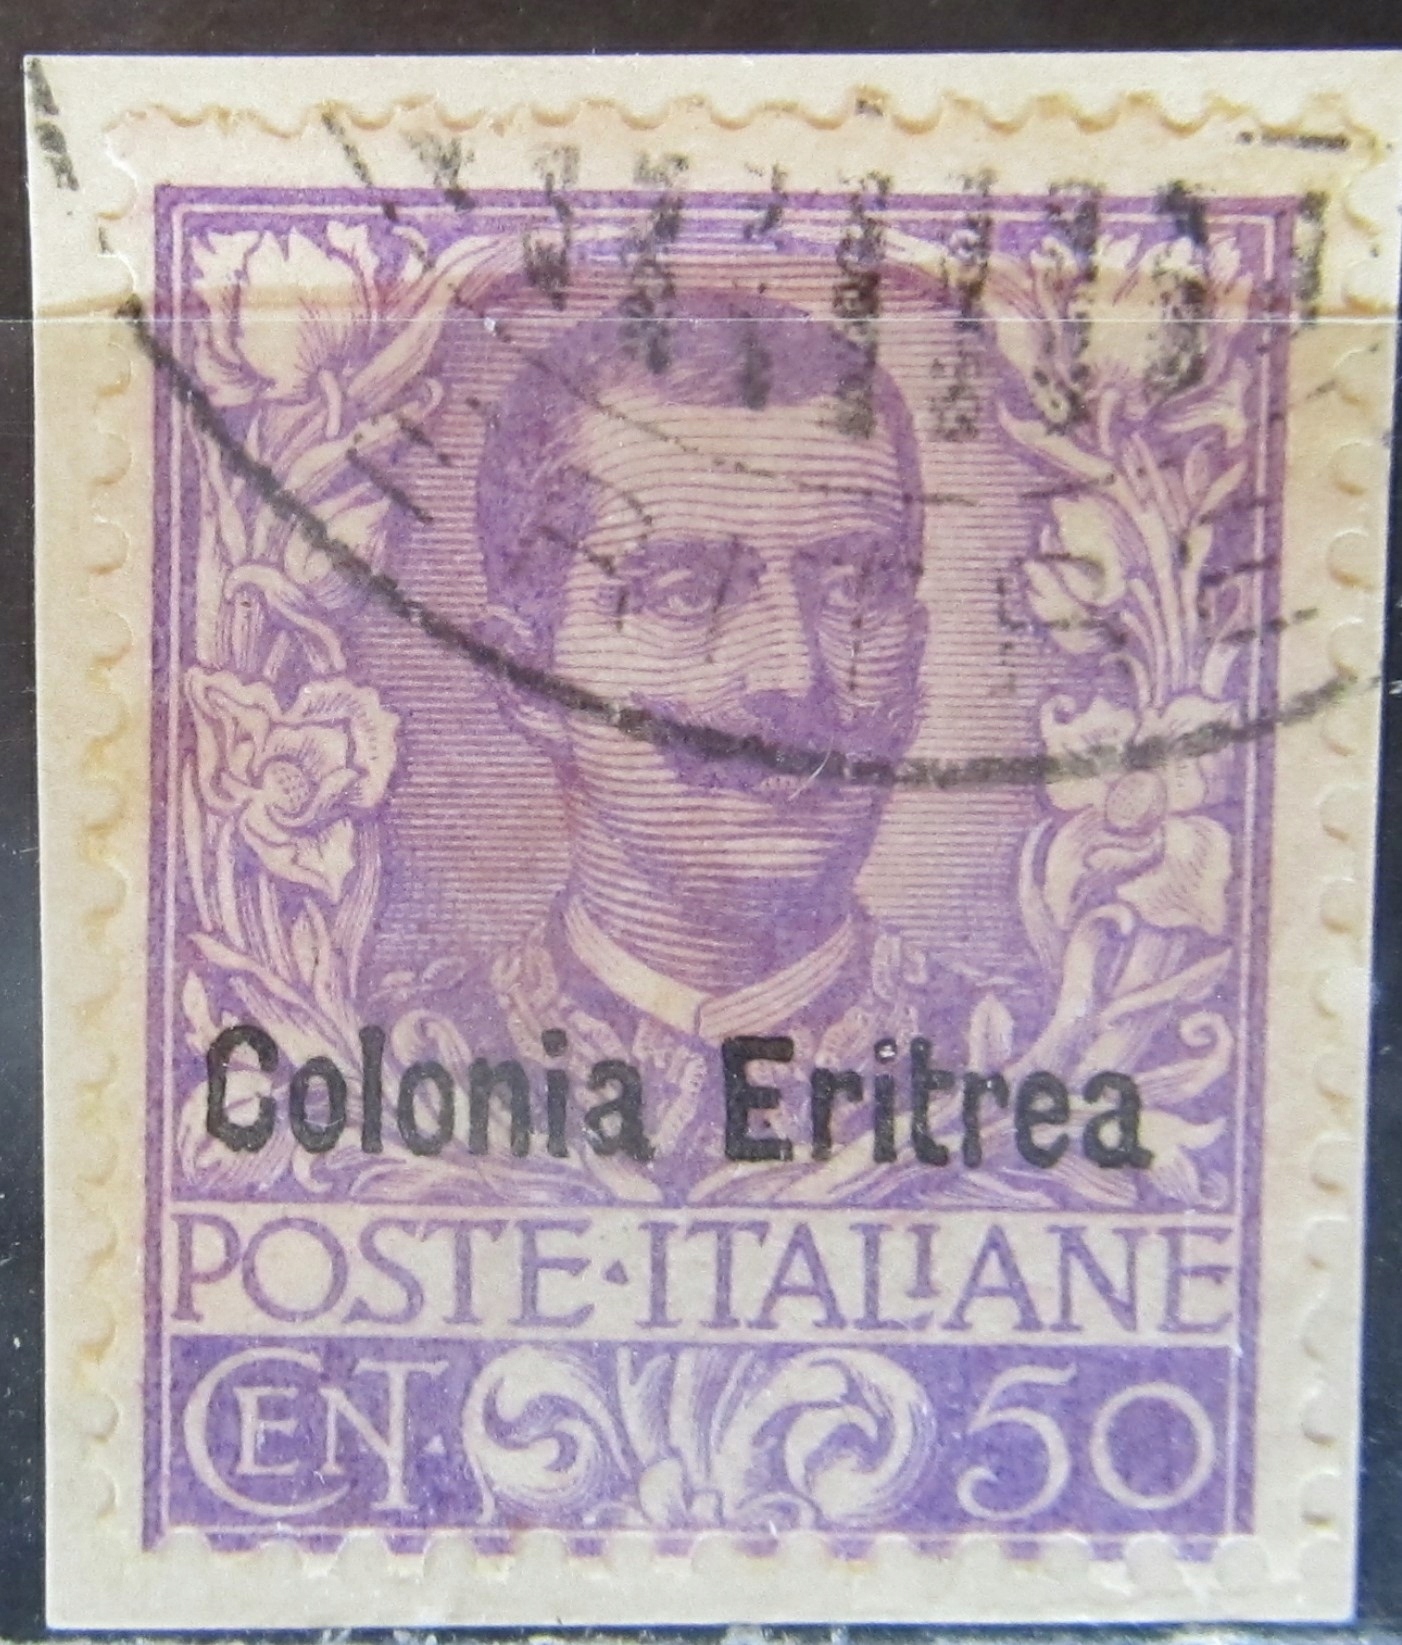 Colonia Eritrea
POSTE·ITALIANE
CENT. 50